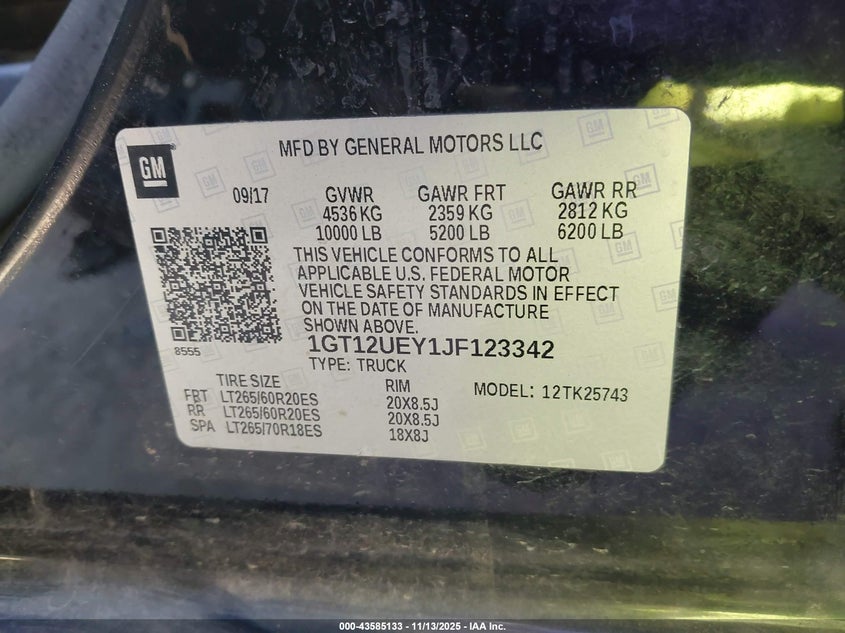 GM
MFD BY GENERAL MOTORS LLC
09/17 GVWR GAWR FRT GAWR RR
4536 KG 2359 KG 2812 KG
10000 LB 5200 LB 6200 LB
THIS VEHICLE CONFORMS TO ALL
APPLICABLE U.S. FEDERAL MOTOR
VEHICLE SAFETY STANDARDS IN EFFECT
ON THE DATE OF MANUFACTURE
SHOWN ABOVE.
8555
1GT12UEY1JF123342
TYPE: TRUCK
TIRE SIZE RIM MODEL: 12TK25743
FRT LT265/60R20ES 20X8.5J
RR LT265/60R20ES 20X8.5J
SPA LT265/70R18ES 18X8J
000-43585133 - 11/13/2025 - IAA Inc.